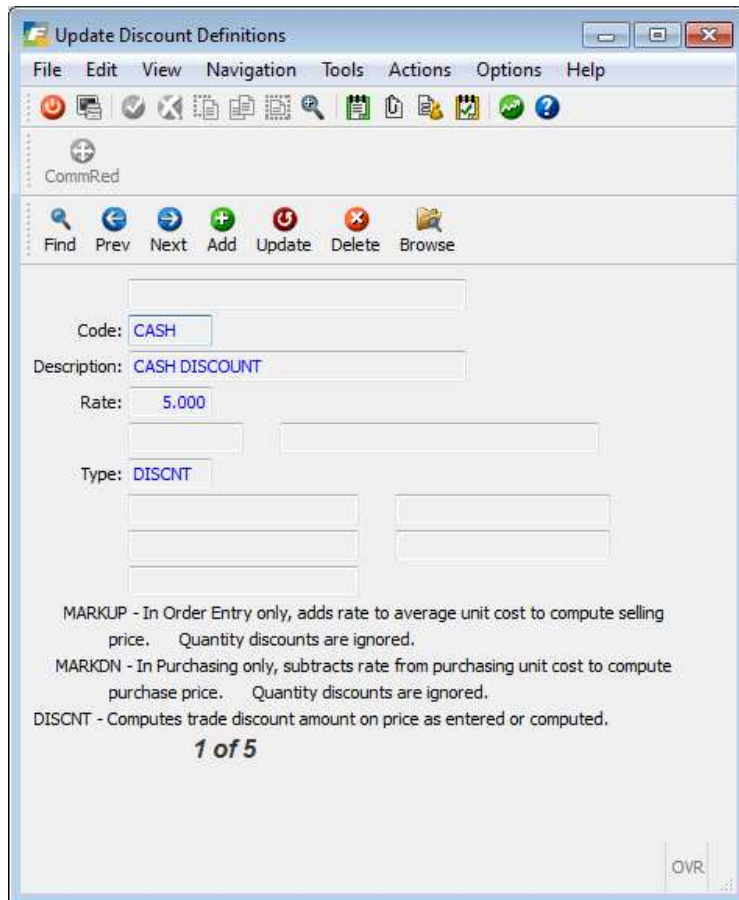 Update Discount Definitions
File Edit View Navigation Tools Actions Options Help
CommRed
Find Prev Next Add Update Delete Browse
Code: CASH
Description: CASH DISCOUNT
Rate: 5.000
Type: DISCNT
MARKUP - In Order Entry only, adds rate to average unit cost to compute selling
price. Quantity discounts are ignored.
MARKDN - In Purchasing only, subtracts rate from purchasing unit cost to compute
purchase price. Quantity discounts are ignored.
DISCNT - Computes trade discount amount on price as entered or computed.
1 of 5
OVR